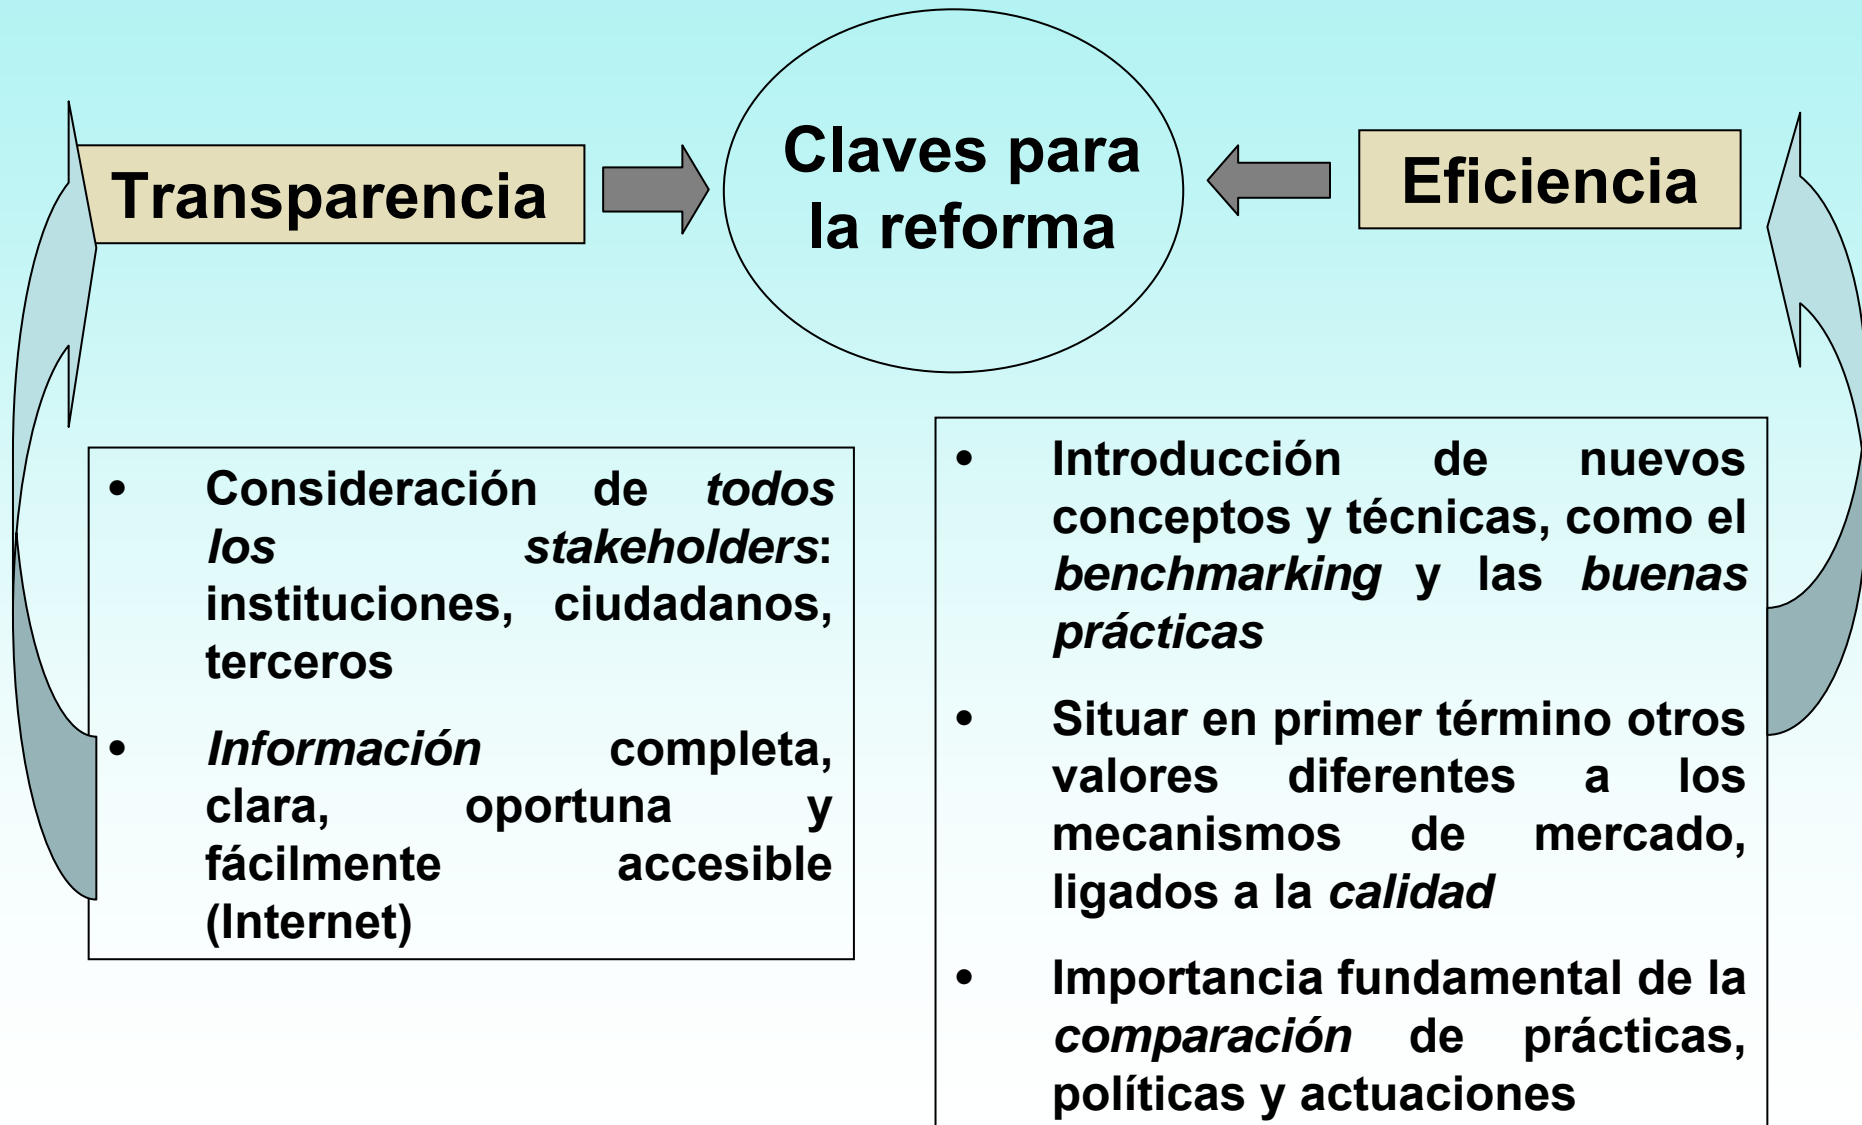 Claves para
la reforma
Transparencia
Eficiencia
• Consideración de todos
los stakeholders:
instituciones, ciudadanos,
terceros
• Información completa,
clara, oportuna y
fácilmente accesible
(Internet)
• Introducción de nuevos
conceptos y técnicas, como el
benchmarking y las buenas
prácticas
• Situar en primer término otros
valores diferentes a los
mecanismos de mercado,
ligados a la calidad
• Importancia fundamental de la
comparación de prácticas,
políticas y actuaciones